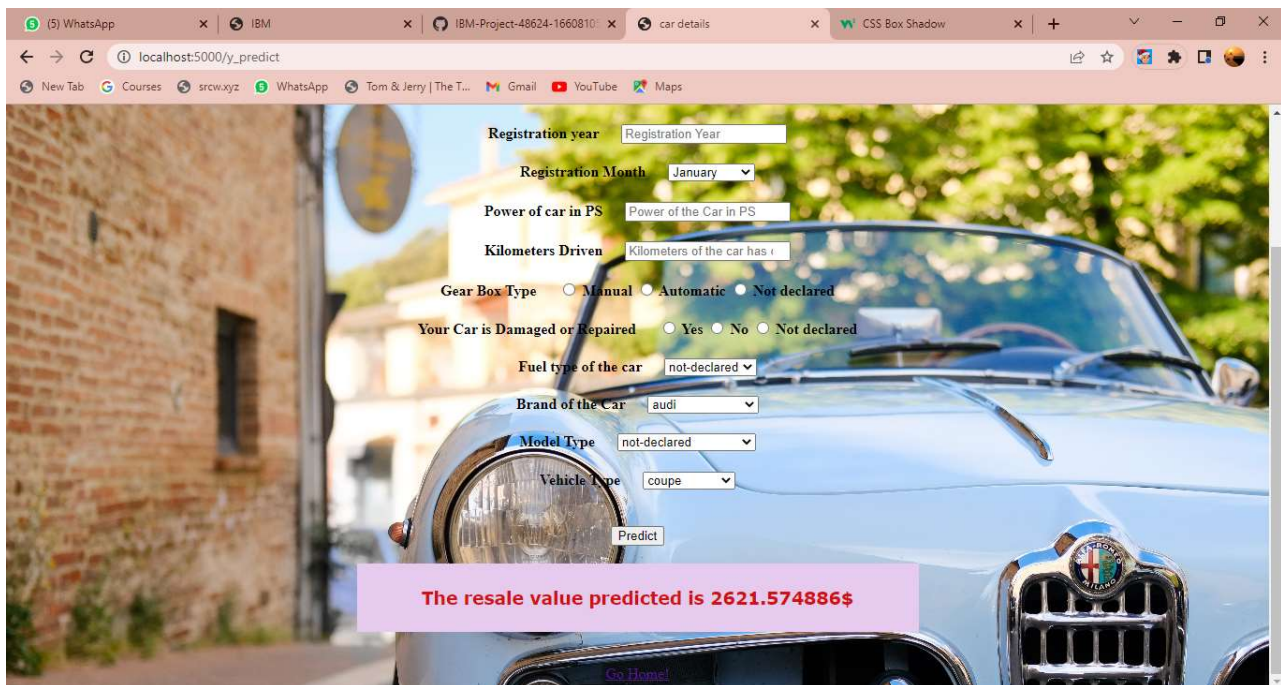 (5) WhatsApp
IBM
IBM-Project-48624-1660810
car details
CSS Box Shadow
localhost:5000/y_predict
New Tab
Courses
srcw.xyz
WhatsApp
Tom & Jerry | The T...
Gmail
YouTube
Maps
Registration year Registration Year
Registration Month January
Power of car in PS Power of the Car in PS
Kilometers Driven Kilometers of the car has
Gear Box Type Manual Automatic Not declared
Your Car is Damaged or Repaired Yes No Not declared
Fuel type of the car not-declared
Brand of the Car audi
Model Type not-declared
Vehicle Type coupe
Predict
ALFA-ROMEO
MILANO
The resale value predicted is 2621.574886$
Go Home!